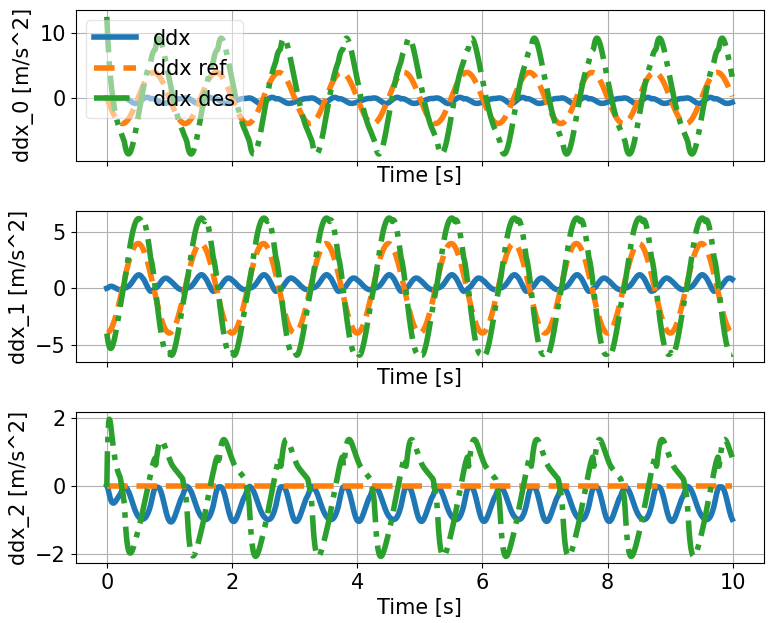 ddx_0 [m/s^2]
10
0
ddx
ddx ref
ddx des
Time [s]
ddx_1 [m/s^2]
5
0
−5
Time [s]
ddx_2 [m/s^2]
2
0
−2
0 2 4 6 8 10
Time [s]